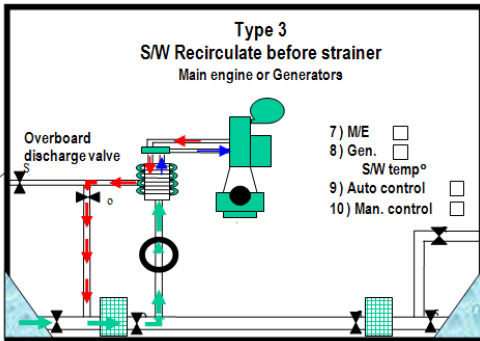 Type 3
S/W Recirculate before strainer
Main engine or Generators
Overboard
discharge valve
7) M/E
8) Gen.
S/W tempº
9) Auto control
10) Man. control
S
o